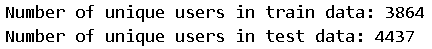 Number of unique users in train data: 3864
Number of unique users in test data: 4437